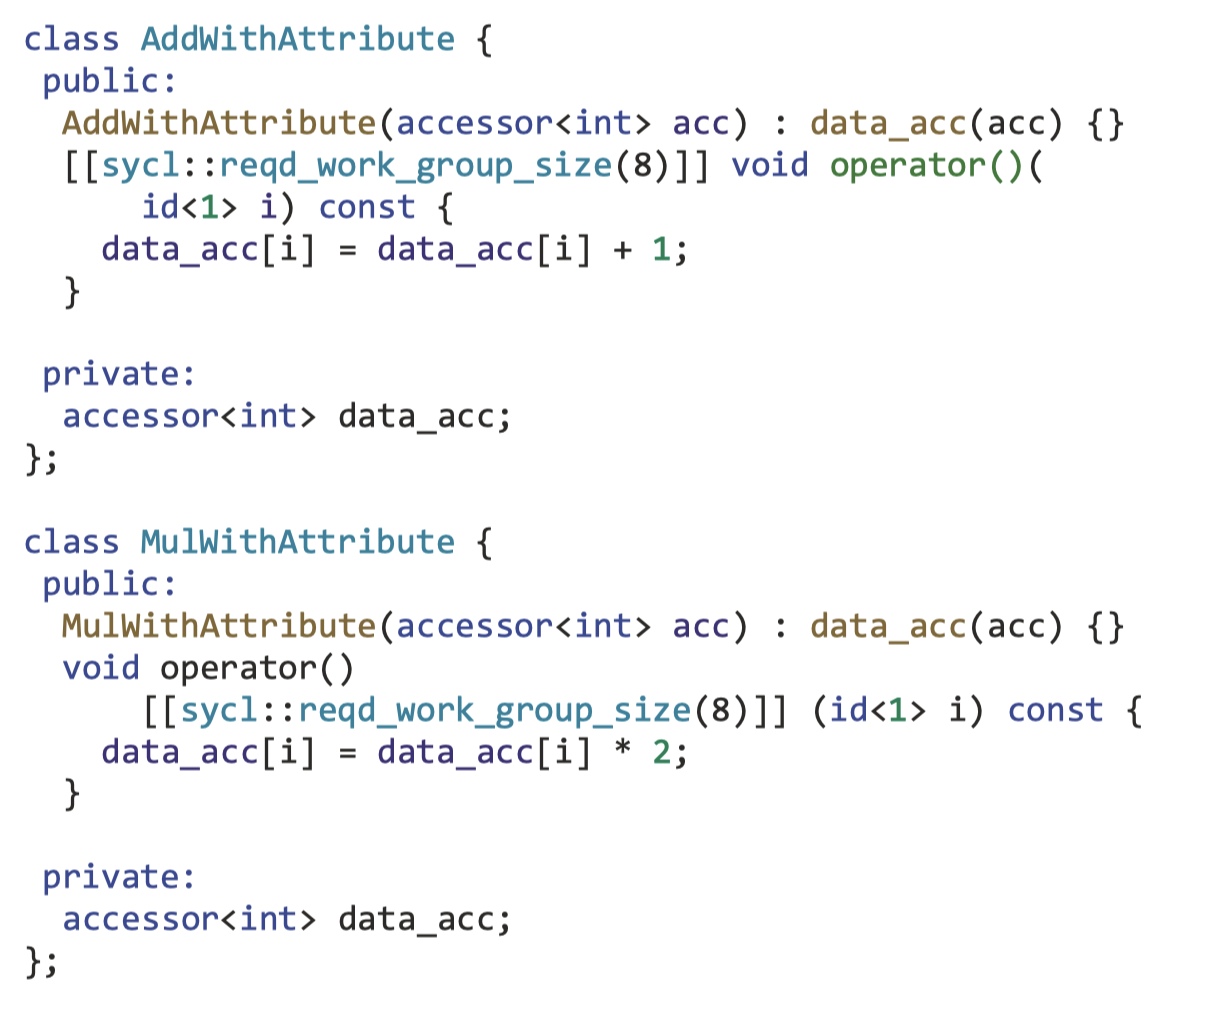 class AddWithAttribute {
 public:
  AddWithAttribute(accessor<int> acc) : data_acc(acc) {}
  [[sycl::reqd_work_group_size(8)]] void operator()(
      id<1> i) const {
    data_acc[i] = data_acc[i] + 1;
  }

 private:
  accessor<int> data_acc;
};

class MulWithAttribute {
 public:
  MulWithAttribute(accessor<int> acc) : data_acc(acc) {}
  void operator()
      [[sycl::reqd_work_group_size(8)]] (id<1> i) const {
    data_acc[i] = data_acc[i] * 2;
  }

 private:
  accessor<int> data_acc;
};